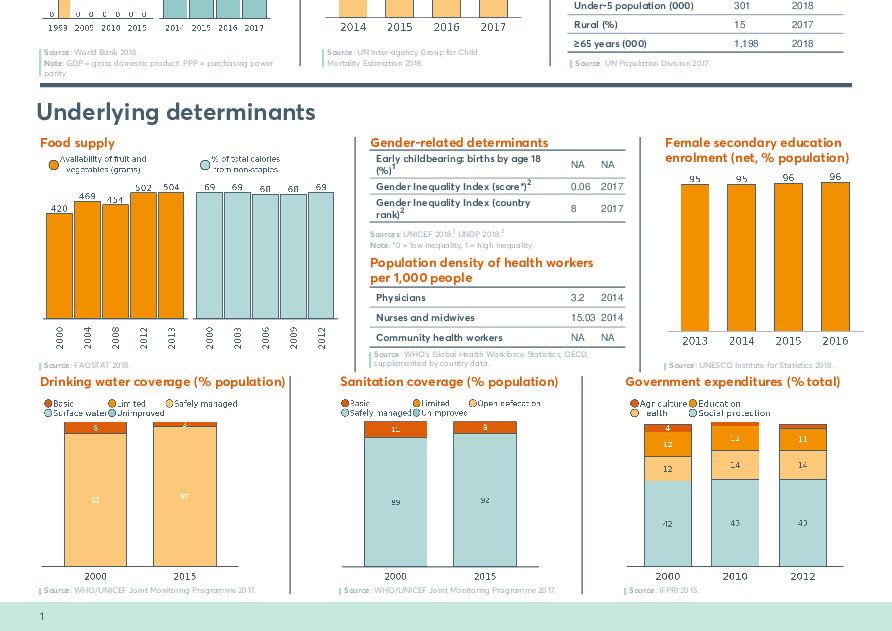 0 0 0 0 0
1999 2005 2010 2015
2014 2015 2016 2017
2014 2015 2016 2017
Under-5 population (000) 301 2018
Rural (%) 15 2017
≥65 years (000) 1,198 2018
Source: World Bank 2018.
Note: GDP = gross domestic product. PPP = purchasing power
parity.
Source: UN Inter-agency Group for Child
Mortality Estimation 2018.
Source: UN Population Division 2017.
Underlying determinants
Food supply
Availability of fruit and
vegetables (grams)
% of total calories
from non-staples
420 469 454 502 504
69 69 68 68 69
2000 2004 2008 2012 2013
2000 2003 2006 2009 2012
Source: FAOSTAT 2018.
Gender-related determinants
Early childbearing: births by age 18
(%)1 NA NA
Gender Inequality Index (score*)2 0.06 2017
Gender Inequality Index (country
rank)2 8 2017
Sources: UNICEF 2018,1 UNDP 2018.2
Note: *0 = low inequality, 1 = high inequality.
Population density of health workers
per 1,000 people
Physicians 3.2 2014
Nurses and midwives 15.03 2014
Community health workers NA NA
Source: WHO's Global Health Workforce Statistics, OECD,
supplemented by country data.
Female secondary education
enrolment (net, % population)
95 95 96 96
2013 2014 2015 2016
Source: UNESCO Institute for Statistics 2018.
Drinking water coverage (% population)
Basic Limited Safely managed
Surface water Unimproved
8 3
97
2000 2015
Source: WHO/UNICEF Joint Monitoring Programme 2017.
Sanitation coverage (% population)
Basic Limited Open defecation
Safely managed Unimproved
11 8
89 92
2000 2015
Source: WHO/UNICEF Joint Monitoring Programme 2017.
Government expenditures (% total)
Agriculture Education
Health Social protection
4
12 12 11
12 14 14
42 43
2000 2010 2012
Source: IFPRI 2015.
1